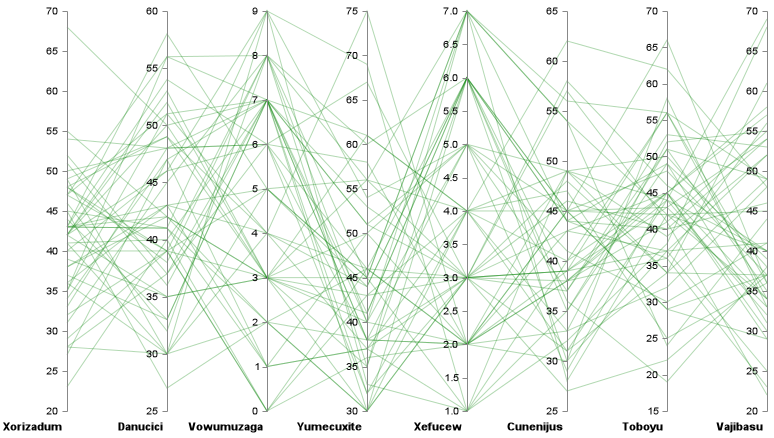 70 60 9 75 7.0 65 70 70
65 55 8 70 6.5 60 65 65
60 50 7 65 6.0 55 60 60
55 45 6 60 5.5 50 55 55
50 40 5 55 5.0 45 50 50
45 35 4 50 4.5 40 45 45
40 30 3 45 4.0 35 40 40
35 25 2 40 3.5 30 35 35
30 1 35 3.0 25 30 30
25 0 30 2.5 25 25
20 2.0 20 20
1.5 15
1.0
Xorizadum Danucici Vowumuzaga Yumecuxite Xefucew Cunenijus Toboyu Vajibasu